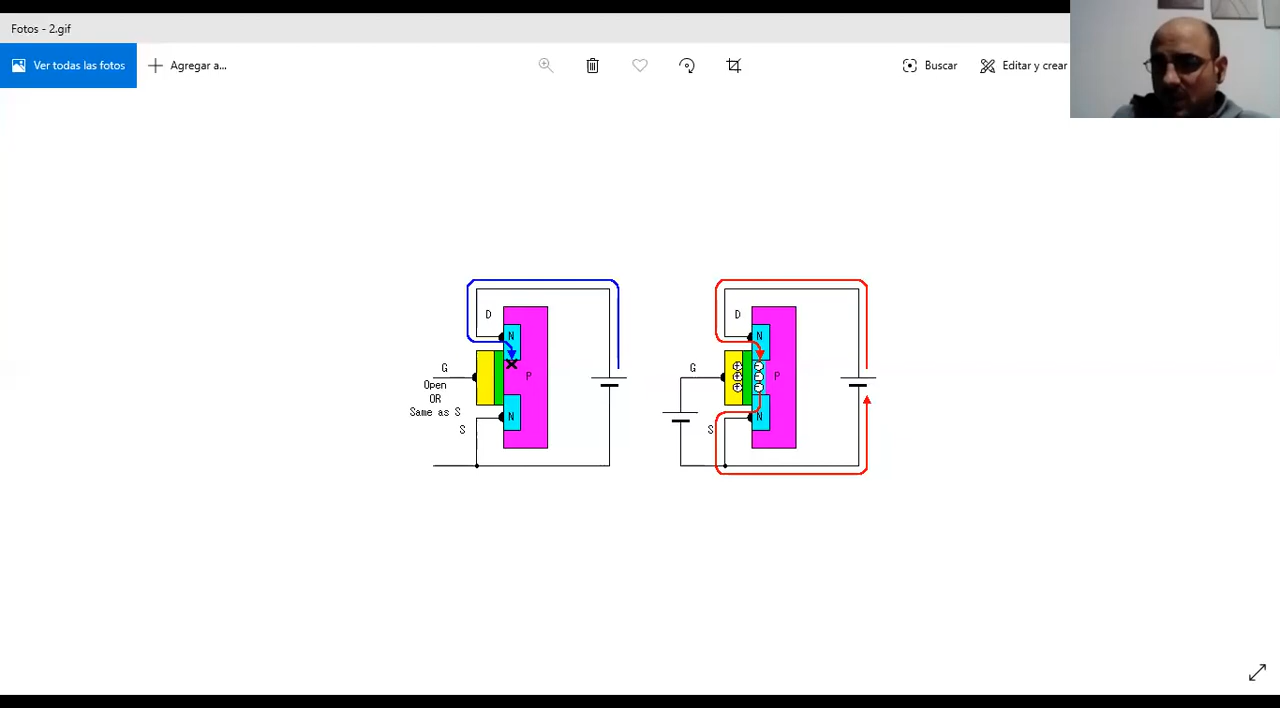 Fotos - 2.gif
Ver todas las fotos
Agregar a...
Buscar
Editar y crear
D
N
G
Open
OR
Same as S
P
N
S
D
N
G
P
N
S